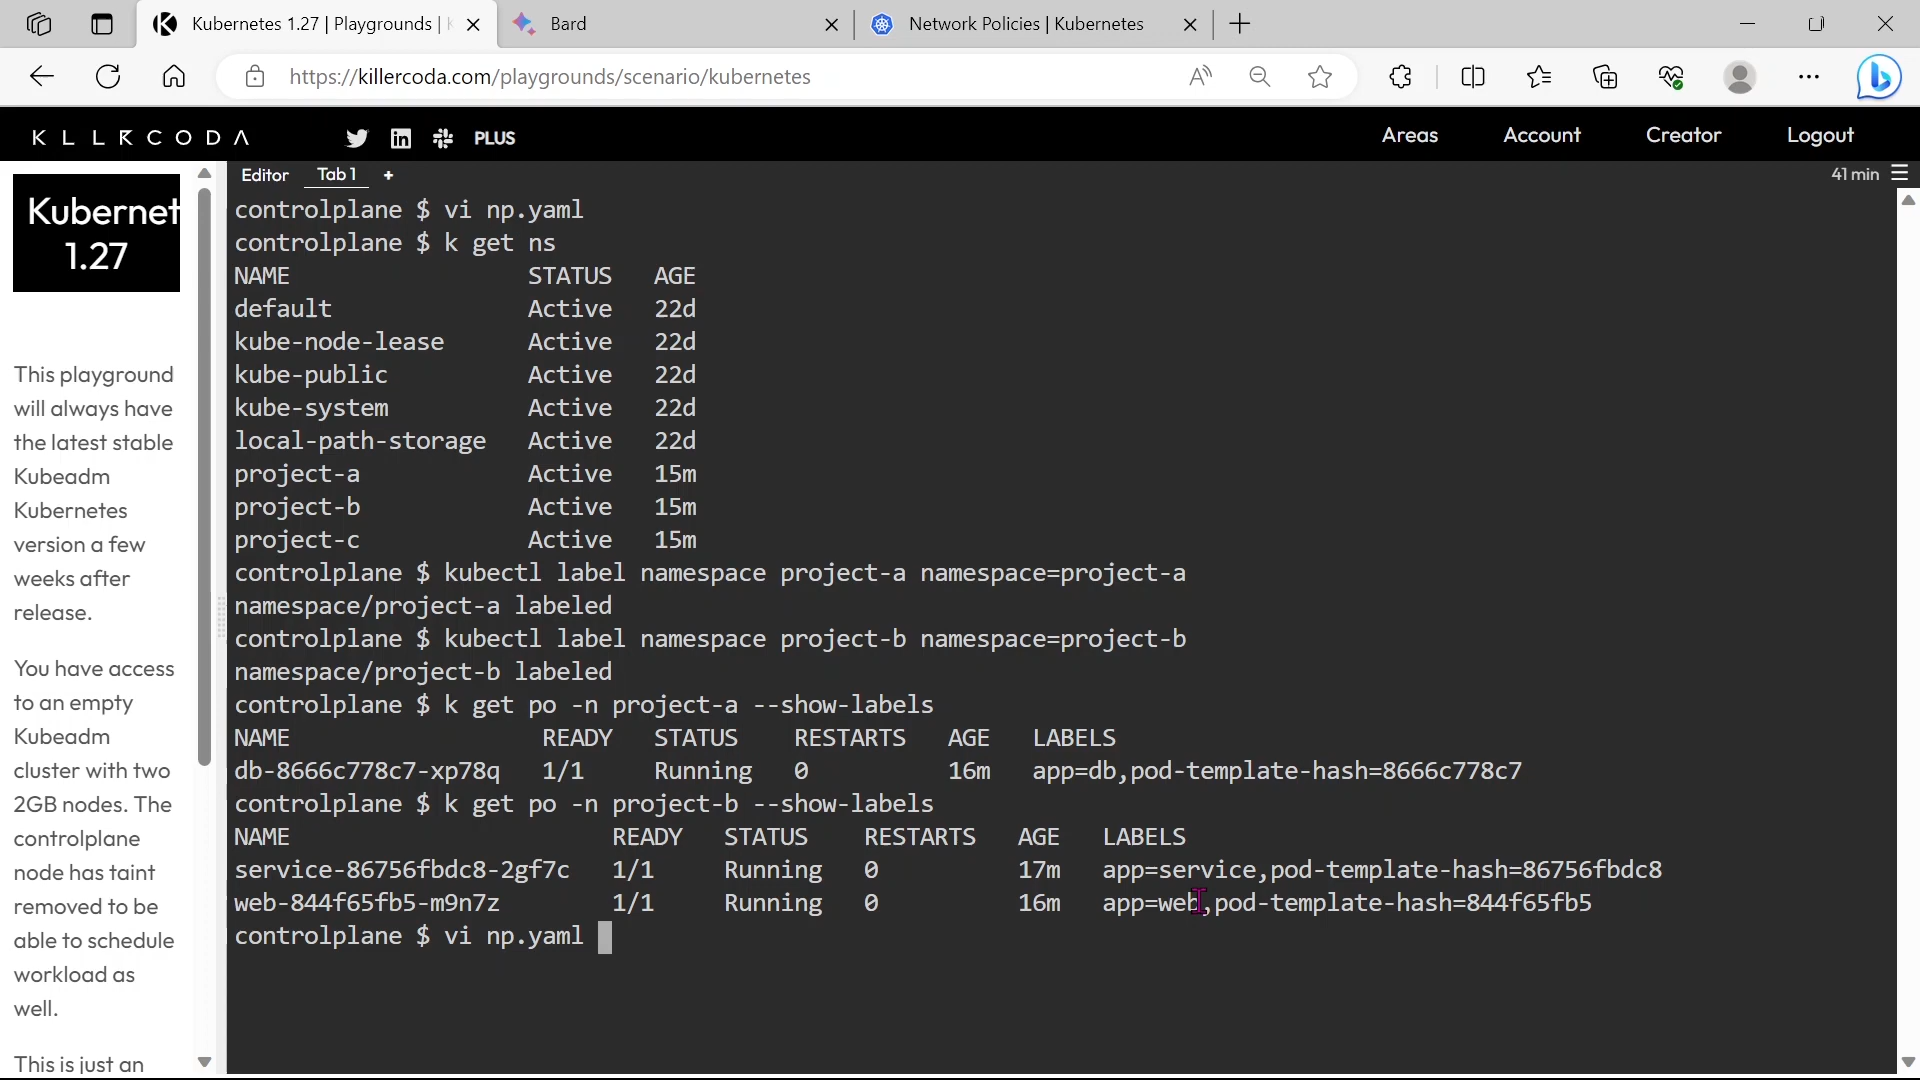 Kubernetes 1.27 | Playgrounds |
Bard
Network Policies | Kubernetes
https://killercoda.com/playgrounds/scenario/kubernetes
PLUS
Areas
Account
Creator
Logout
Editor
Tab 1
+
41 min
Kubernet
1.27
This playground
will always have
the latest stable
Kubeadm
Kubernetes
version a few
weeks after
release.
You have access
to an empty
Kubeadm
cluster with two
2GB nodes. The
controlplane
node has taint
removed to be
able to schedule
workload as
well.
This is just an
controlplane $ vi np.yaml
controlplane $ k get ns
NAME STATUS AGE
default Active 22d
kube-node-lease Active 22d
kube-public Active 22d
kube-system Active 22d
local-path-storage Active 22d
project-a Active 15m
project-b Active 15m
project-c Active 15m
controlplane $ kubectl label namespace project-a namespace=project-a
namespace/project-a labeled
controlplane $ kubectl label namespace project-b namespace=project-b
namespace/project-b labeled
controlplane $ k get po -n project-a --show-labels
NAME READY STATUS RESTARTS AGE LABELS
db-8666c778c7-xp78q 1/1 Running 0 16m app=db,pod-template-hash=8666c778c7
controlplane $ k get po -n project-b --show-labels
NAME READY STATUS RESTARTS AGE LABELS
service-86756fbdc8-2gf7c 1/1 Running 0 17m app=service,pod-template-hash=86756fbdc8
web-844f65fb5-m9n7z 1/1 Running 0 16m app=web,pod-template-hash=844f65fb5
controlplane $ vi np.yaml